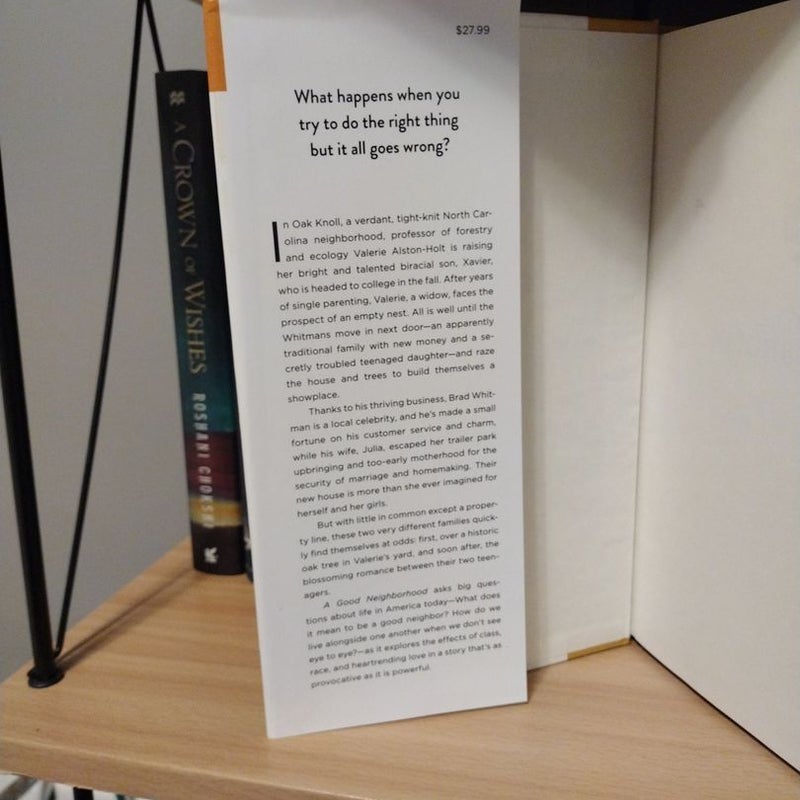 $27.99
What happens when you
try to do the right thing
but it all goes wrong?
In Oak Knoll, a verdant, tight-knit North Car-
olina neighborhood, professor of forestry
and ecology Valerie Alston-Holt is raising
her bright and talented biracial son, Xavier,
who is headed to college in the fall. After years
of single parenting, Valerie, a widow, faces the
prospect of an empty nest. All is well until the
Whitmans move in next door—an apparently
traditional family with new money and a se-
cretly troubled teenaged daughter—and raze
the house and trees to build themselves a
showplace.
Thanks to his thriving business, Brad Whit-
man is a local celebrity, and he's made a small
fortune on his customer service and charm,
while his wife, Julia, escaped her trailer park
upbringing and too-early motherhood for the
security of marriage and homemaking. Their
new house is more than she ever imagined for
herself and her girls.
But with little in common except a proper-
ty line, these two very different families quick-
ly find themselves at odds: first, over a historic
oak tree in Valerie's yard, and soon after, the
blossoming romance between their two teen-
agers.
A Good Neighborhood asks big ques-
tions about life in America today—What does
it mean to be a good neighbor? How do we
live alongside one another when we don't see
eye to eye?—as it explores the effects of class,
race, and heartrending love in a story that's as
provocative as it is powerful.
A CROWN OF WISHES
ROSHANI CHOKSHI